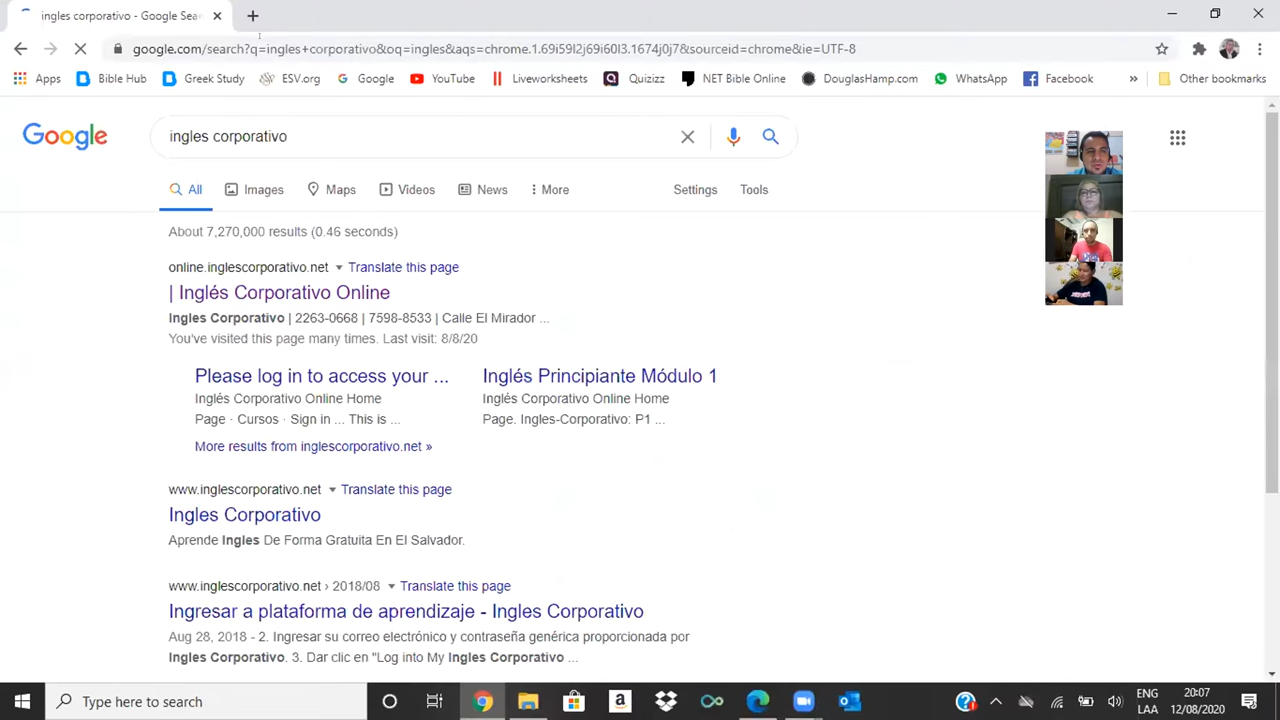 ingles corporativo - Google Sea
google.com/search?q=ingles+corporativo&oq=ingles&aqs=chrome.1.69i59l2j69i60l3.1674j0j7&sourceid=chrome&ie=UTF-8
Apps Bible Hub Greek Study ESV.org Google YouTube Liveworksheets Quizizz NET Bible Online DouglasHamp.com WhatsApp Facebook » Other bookmarks
Google ingles corporativo
All Images Maps Videos News More Settings Tools
About 7,270,000 results (0.46 seconds)
online.inglescorporativo.net Translate this page
| Inglés Corporativo Online
Ingles Corporativo | 2263-0668 | 7598-8533 | Calle El Mirador ...
You've visited this page many times. Last visit: 8/8/20
Please log in to access your ... Inglés Principiante Módulo 1
Inglés Corporativo Online Home Inglés Corporativo Online Home
Page · Cursos · Sign in ... This is ... Page. Ingles-Corporativo: P1 ...
More results from inglescorporativo.net »
www.inglescorporativo.net Translate this page
Ingles Corporativo
Aprende Ingles De Forma Gratuita En El Salvador.
www.inglescorporativo.net › 2018/08 Translate this page
Ingresar a plataforma de aprendizaje - Ingles Corporativo
Aug 28, 2018 - 2. Ingresar su correo electrónico y contraseña genérica proporcionada por
Ingles Corporativo. 3. Dar clic en "Log into My Ingles Corporativo ...
Type here to search ENG 20:07
LAA 12/08/2020